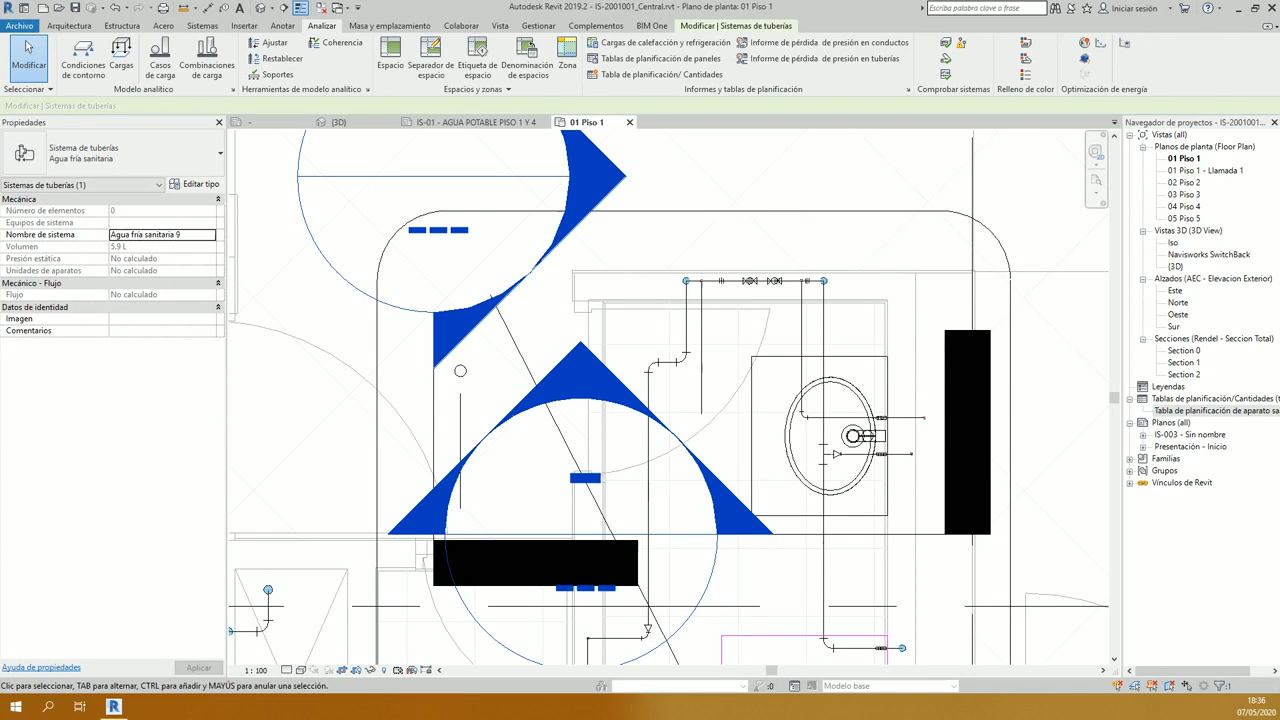 Autodesk Revit 2019.2 - IS-2001001_Central.rvt - Plano de planta: 01 Piso 1
Escriba palabra clave o frase
Iniciar sesión
Archivo Arquitectura Estructura Acero Sistemas Insertar Anotar Analizar Masa y emplazamiento Colaborar Vista Gestionar Complementos BIM One Modificar | Sistemas de tuberías
Modificar
Condiciones de contorno
Cargas
Casos de carga
Combinaciones de carga
Ajustar
Restablecer
Soportes
Coherencia
Espacio
Separador de espacio
Etiqueta de espacio
Denominación de espacios
Zona
Cargas de calefacción y refrigeración
Tablas de planificación de paneles
Tabla de planificación/ Cantidades
Informe de pérdida de presión en conductos
Informe de pérdida de presión en tuberías
Seleccionar
Modelo analítico
Herramientas de modelo analítico
Espacios y zonas
Informes y tablas de planificación
Comprobar sistemas
Relleno de color
Optimización de energía
Modificar | Sistemas de tuberías
Propiedades
-
{3D}
IS-01 - AGUA POTABLE PISO 1 Y 4
01 Piso 1
Navegador de proyectos - IS-2001001...
Sistema de tuberías
Agua fría sanitaria
Sistemas de tuberías (1)
Editar tipo
Mecánica
Número de elementos 0
Equipos de sistema
Nombre de sistema Agua fría sanitaria 9
Volumen 5.9 L
Presión estática No calculado
Unidades de aparatos No calculado
Mecánico - Flujo
Flujo No calculado
Datos de identidad
Imagen
Comentarios
Vistas (all)
Planos de planta (Floor Plan)
01 Piso 1
01 Piso 1 - Llamada 1
02 Piso 2
03 Piso 3
04 Piso 4
05 Piso 5
Vistas 3D (3D View)
Iso
Navisworks SwitchBack
{3D}
Alzados (AEC - Elevacion Exterior)
Este
Norte
Oeste
Sur
Secciones (Rendel - Seccion Total)
Section 0
Section 1
Section 2
Leyendas
Tablas de planificación/Cantidades (t
Tabla de planificación de aparato sa
Planos (all)
IS-003 - Sin nombre
Presentación - Inicio
Familias
Grupos
Vínculos de Revit
Ayuda de propiedades
Aplicar
1 : 100
Clic para seleccionar, TAB para alternar, CTRL para añadir y MAYÚS para anular una selección.
:0
Modelo base
:1
18:36
07/05/2020